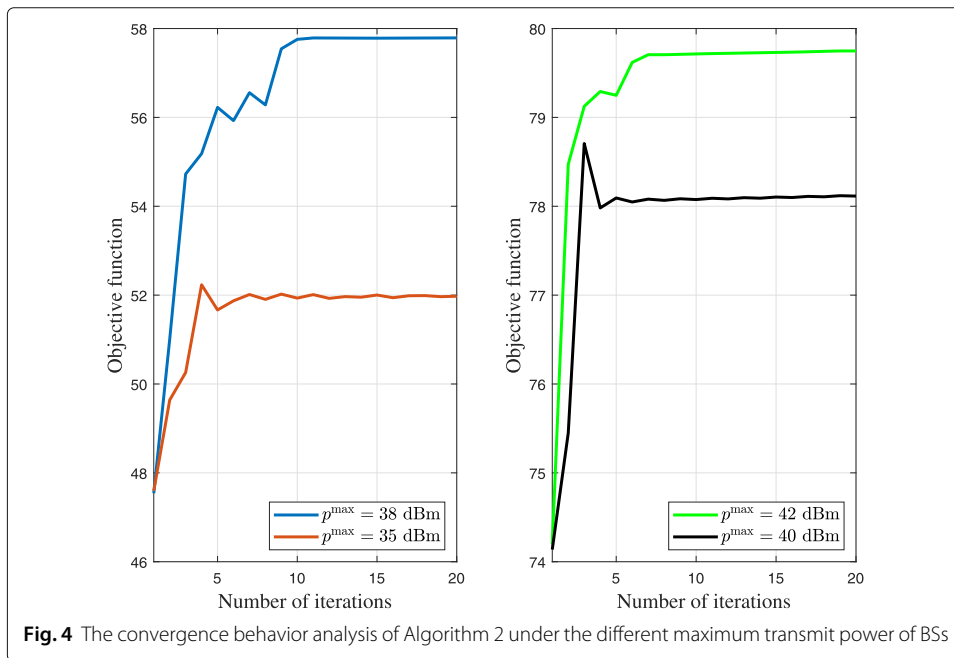 58
56
54
52
50
48
46
Objective function
5
10
15
20
Number of iterations
p^max = 38 dBm
p^max = 35 dBm
80
79
78
77
76
75
74
Objective function
5
10
15
20
Number of iterations
p^max = 42 dBm
p^max = 40 dBm
Fig. 4 The convergence behavior analysis of Algorithm 2 under the different maximum transmit power of BSs